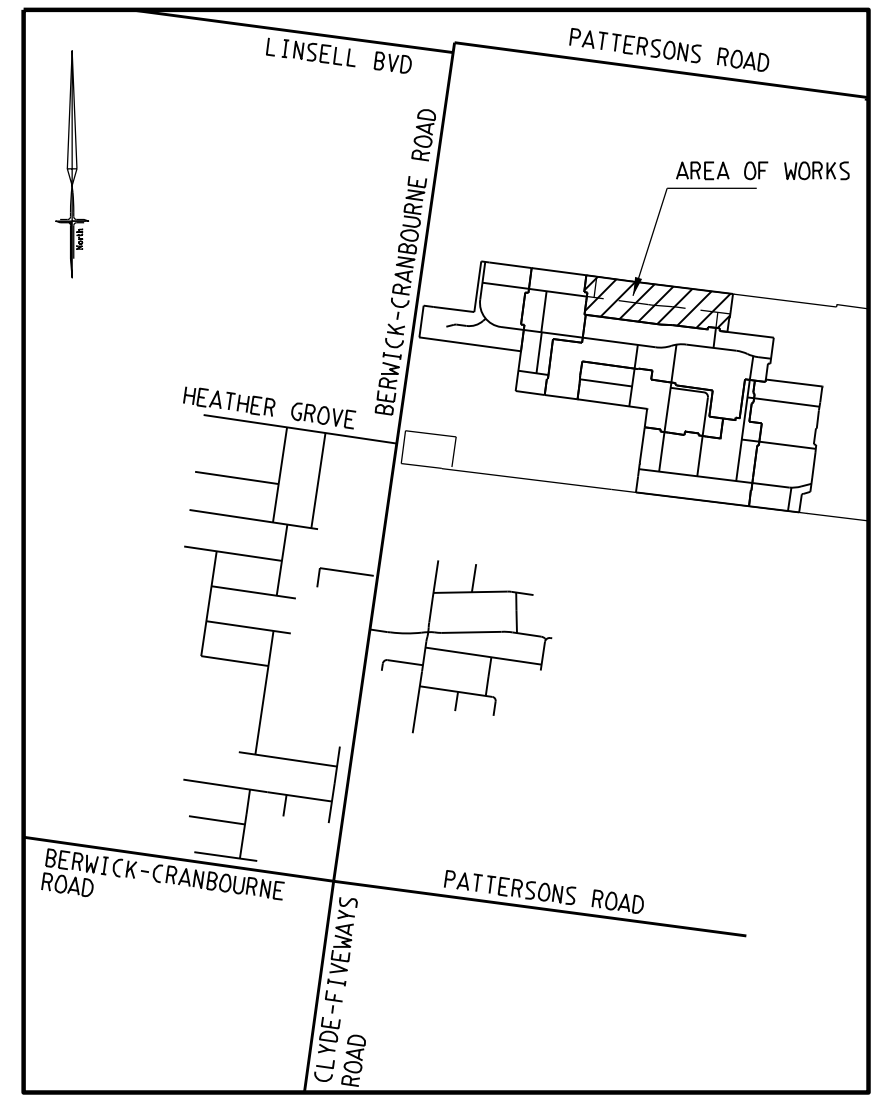 LINSELL BVD
PATTERSONS ROAD
BERWICK-CRANBOURNE ROAD
AREA OF WORKS
North
HEATHER GROVE
BERWICK-CRANBOURNE
ROAD
PATTERSONS ROAD
CLYDE-FIVEWAYS
ROAD